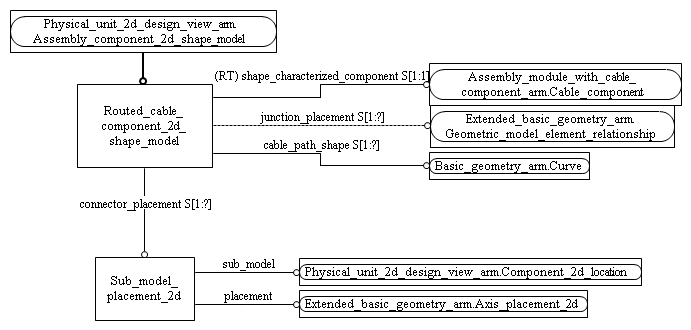 Physical_unit_2d_design_view_arm.
Assembly_component_2d_shape_model
(RT) shape_characterized_component S[1:1]
Assembly_module_with_cable_
component_arm.Cable_component
Routed_cable_
component_2d_
shape_model
junction_placement S[1:?]
Extended_basic_geometry_arm.
Geometric_model_element_relationship
cable_path_shape S[1:?]
Basic_geometry_arm.Curve
connector_placement S[1:?]
Sub_model_
placement_2d
sub_model
Physical_unit_2d_design_view_arm.Component_2d_location
placement
Extended_basic_geometry_arm.Axis_placement_2d